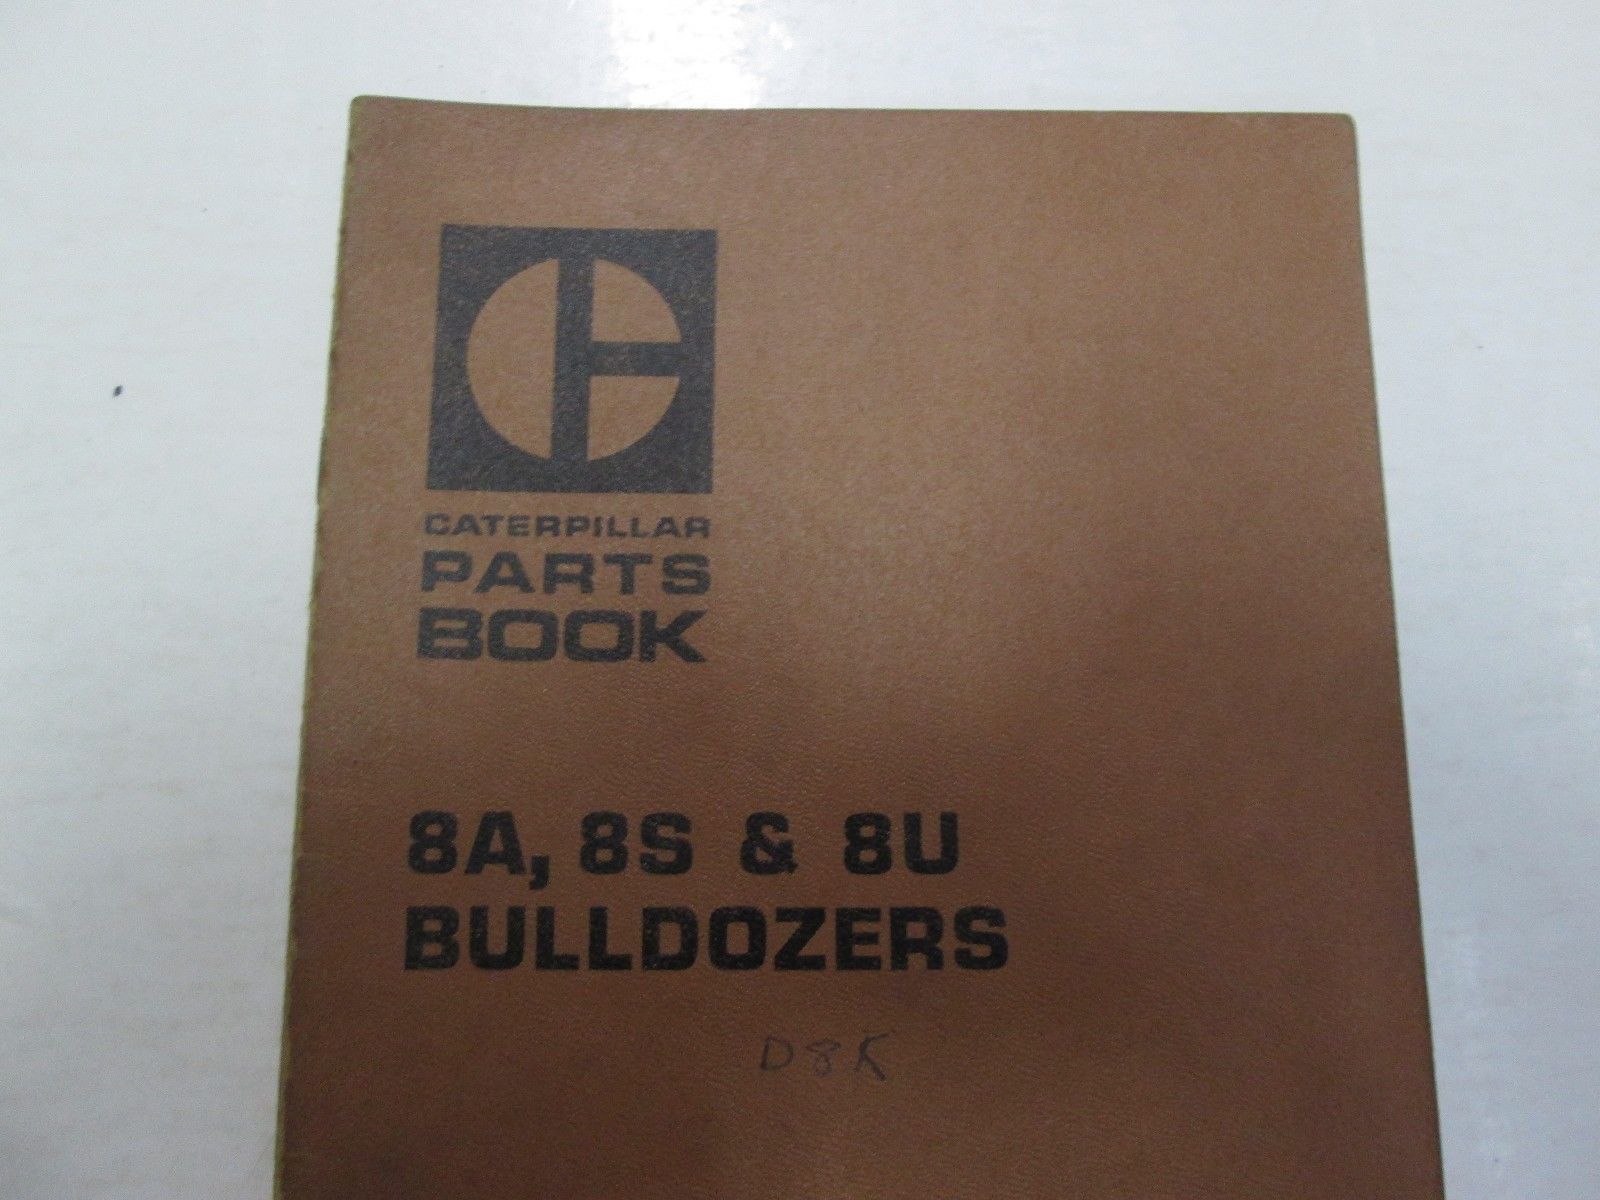 CATERPILLAR
PARTS
BOOK
8A, 8S & 8U
BULLDOZERS
D8K